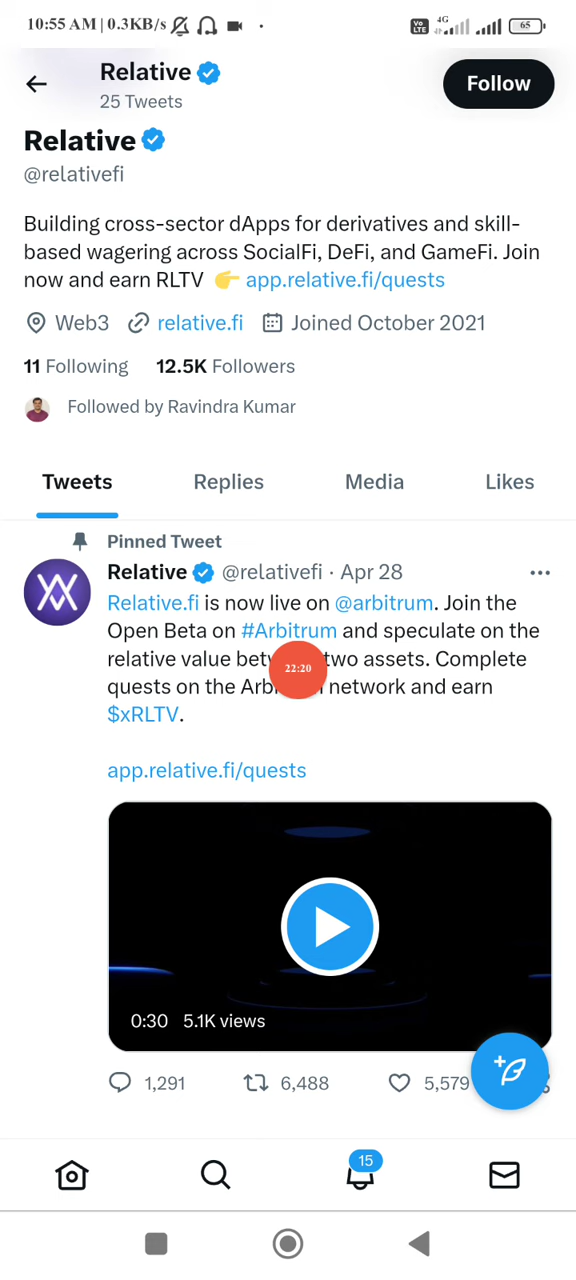 10:55 AM | 0.3KB/s
Vo LTE 4G 65
Relative
25 Tweets
Follow
Relative
@relativefi
Building cross-sector dApps for derivatives and skill-
based wagering across SocialFi, DeFi, and GameFi. Join
now and earn RLTV 👉 app.relative.fi/quests
Web3 relative.fi Joined October 2021
11 Following 12.5K Followers
Followed by Ravindra Kumar
Tweets Replies Media Likes
Pinned Tweet
Relative @relativefi · Apr 28
Relative.fi is now live on @arbitrum. Join the
Open Beta on #Arbitrum and speculate on the
relative value two assets. Complete
22:20
quests on the network and earn
$xRLTV.
app.relative.fi/quests
0:30 5.1K views
1,291 6,488 5,579
15